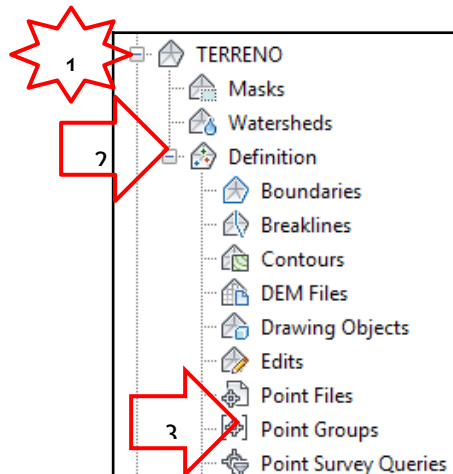 1 TERRENO
Masks
Watersheds
2 Definition
Boundaries
Breaklines
Contours
DEM Files
Drawing Objects
Edits
Point Files
3 Point Groups
Point Survey Queries